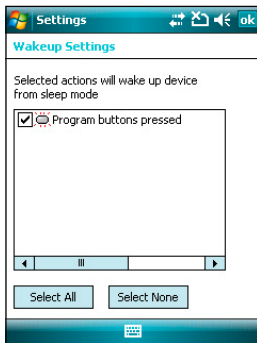 Settings
ok
Wakeup Settings
Selected actions will wake up device
from sleep mode
Program buttons pressed
Select All
Select None